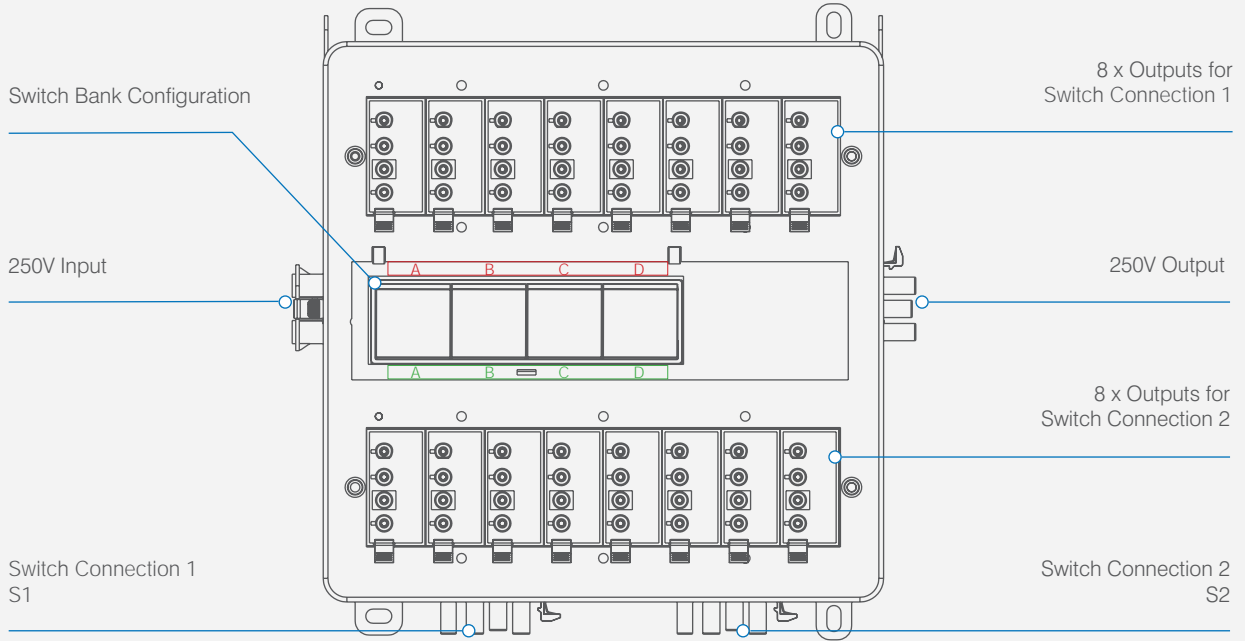 Switch Bank Configuration
8 x Outputs for
Switch Connection 1
250V Input
A B C D
250V Output
A B C D
8 x Outputs for
Switch Connection 2
Switch Connection 1
S1
Switch Connection 2
S2